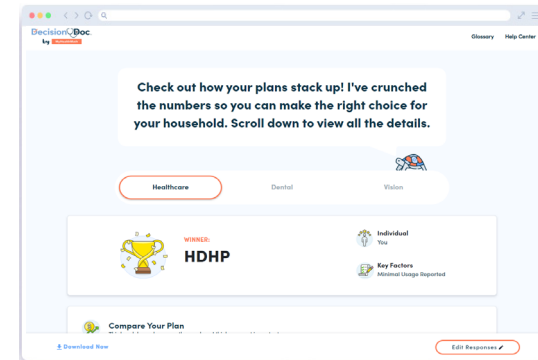 DecisionDoc
by
Glossary
Help Center
Check out how your plans stack up! I've crunched
the numbers so you can make the right choice for
your household. Scroll down to view all the details.
Healthcare
Dental
Vision
WINNER:
HDHP
Individual
You
Key Factors
Minimal Usage Reported
Compare Your Plan
Download Now
Edit Responses